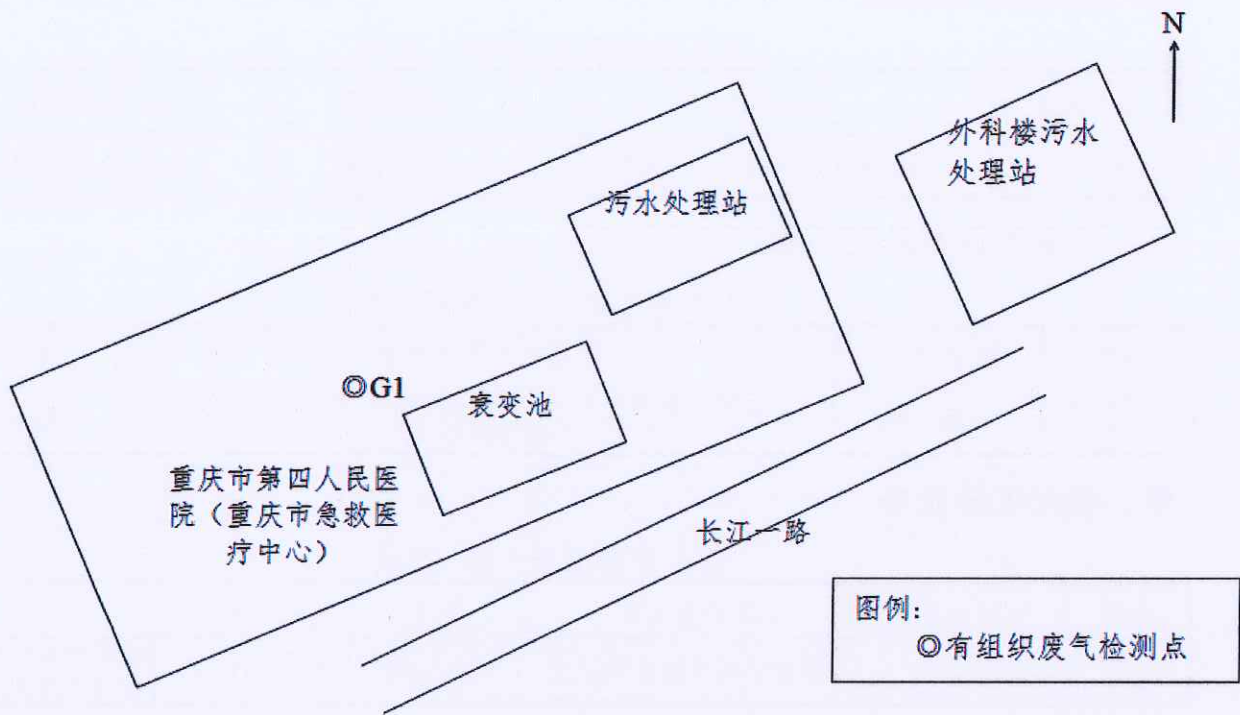 N
外科楼污水
处理站
污水处理站
◎G1
衰变池
重庆市第四人民医
院（重庆市急救医
疗中心）
长江一路
图例：
◎有组织废气检测点